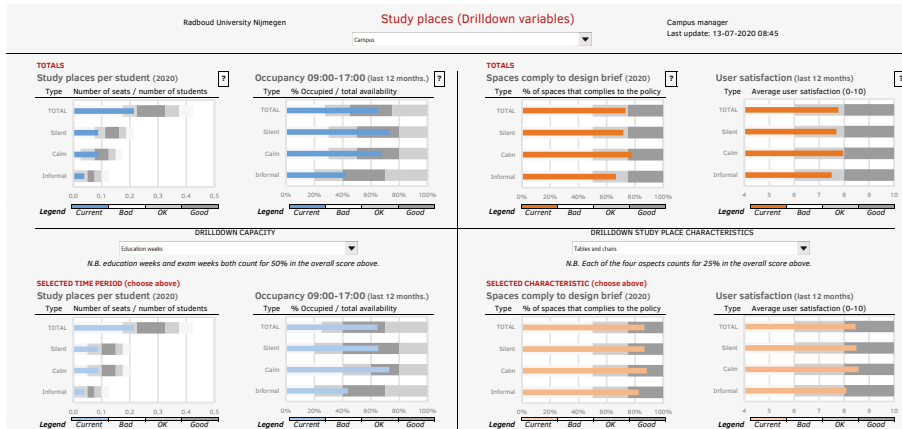 Radboud University Nijmegen
Study places (Drilldown variables)
Campus manager
Last update: 13-07-2020 08:45
Campus
TOTALS
Study places per student (2020)
?
Type Number of seats / number of students
TOTAL
Silent
Calm
Informal
0,0 0,1 0,2 0,3 0,4 0,5
Legend Current Bad OK Good
Occupancy 09:00-17:00 (last 12 months.)
?
Type % Occupied / total availability
0% 20% 40% 60% 80% 100%
Legend Current Bad OK Good
TOTALS
Spaces comply to design brief (2020)
?
Type % of spaces that complies to the policy
TOTAL
Silent
Calm
Informal
0% 20% 40% 60% 80% 100%
Legend Current Bad OK Good
User satisfaction (last 12 months)
?
Type Average user satisfaction (0-10)
TOTAL
Silent
Calm
Informal
4 5 6 7 8 9 10
Legend Current Bad OK Good
DRILLDOWN CAPACITY
Education weeks
N.B. education weeks and exam weeks both count for 50% in the overall score above.
DRILLDOWN STUDY PLACE CHARACTERISTICS
Tables and chairs
N.B. Each of the four aspects counts for 25% in the overall score above.
SELECTED TIME PERIOD (choose above)
Study places per student (2020)
Type Number of seats / number of students
TOTAL
Silent
Calm
Informal
0,0 0,1 0,2 0,3 0,4 0,5
Legend Current Bad OK Good
Occupancy 09:00-17:00 (last 12 months.)
Type % Occupied / total availability
TOTAL
Silent
Calm
Informal
0% 20% 40% 60% 80% 100%
Legend Current Bad OK Good
SELECTED CHARACTERISTIC (choose above)
Spaces comply to design brief (2020)
Type % of spaces that complies to the policy
TOTAL
Silent
Calm
Informal
0% 20% 40% 60% 80% 100%
Legend Current Bad OK Good
User satisfaction (last 12 months)
Type Average user satisfaction (0-10)
TOTAL
Silent
Calm
Informal
4 5 6 7 8 9 10
Legend Current Bad OK Good